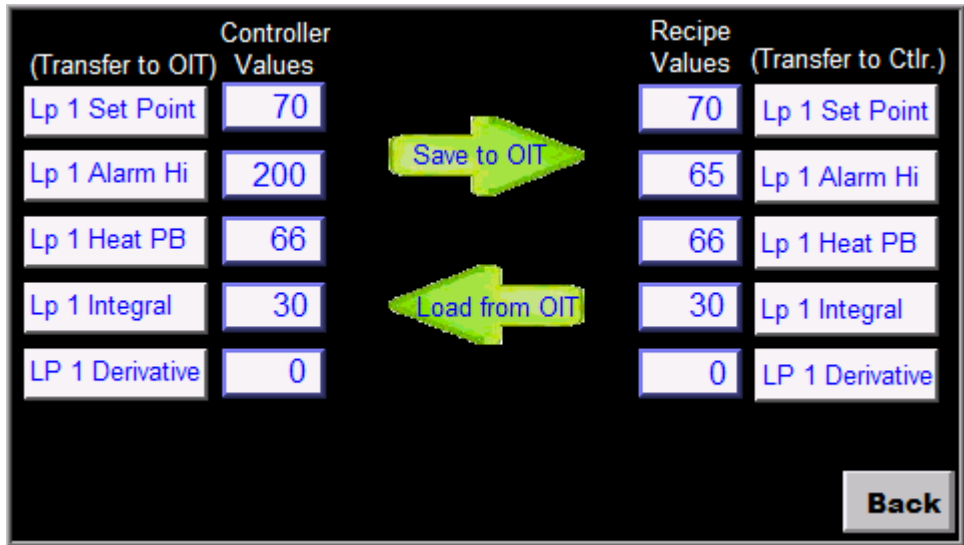 Controller Recipe
(Transfer to OIT) Values Values (Transfer to Ctlr.)
Lp 1 Set Point 70 70 Lp 1 Set Point
Lp 1 Alarm Hi 200 Save to OIT 65 Lp 1 Alarm Hi
Lp 1 Heat PB 66 66 Lp 1 Heat PB
Lp 1 Integral 30 Load from OIT 30 Lp 1 Integral
LP 1 Derivative 0 0 LP 1 Derivative
Back